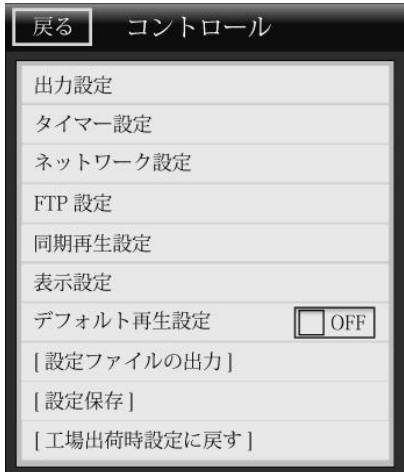 戻る コントロール
出力設定
タイマー設定
ネットワーク設定
FTP 設定
同期再生設定
表示設定
デフォルト再生設定 OFF
[ 設定ファイルの出力 ]
[ 設定保存 ]
[ 工場出荷時設定に戻す ]